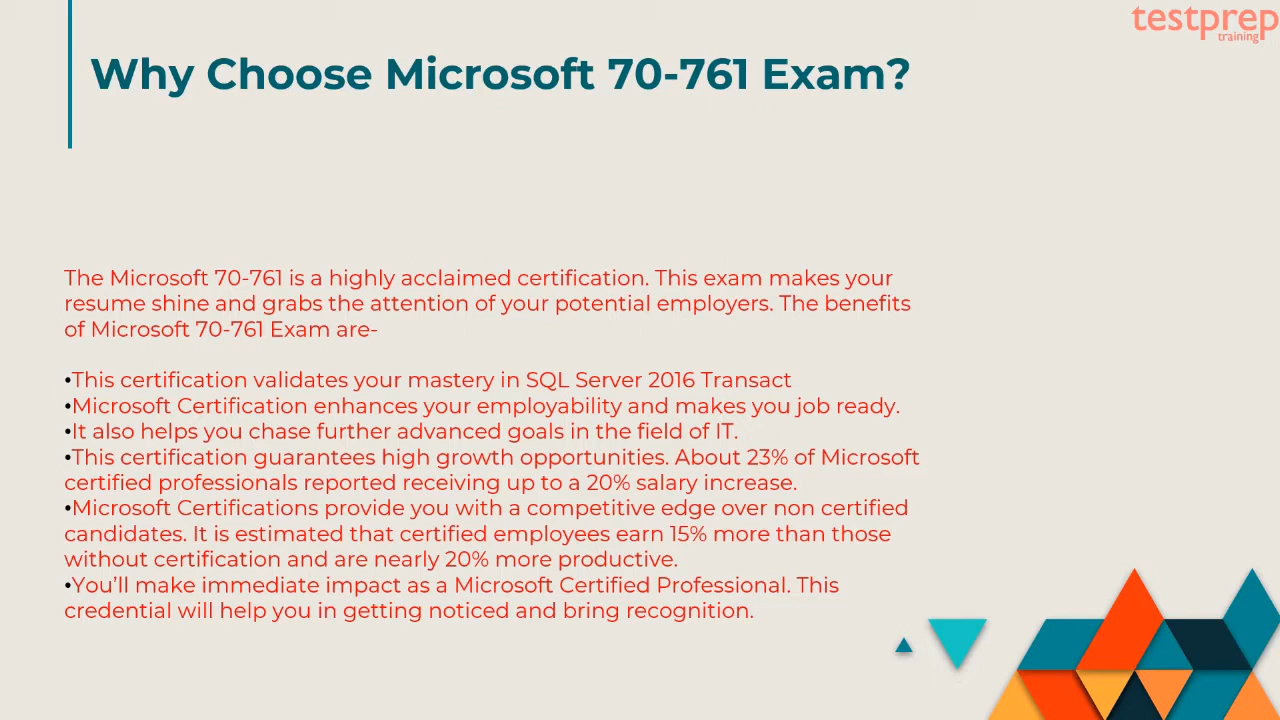 testprep
training
Why Choose Microsoft 70-761 Exam?
The Microsoft 70-761 is a highly acclaimed certification. This exam makes your
resume shine and grabs the attention of your potential employers. The benefits
of Microsoft 70-761 Exam are-
•This certification validates your mastery in SQL Server 2016 Transact
•Microsoft Certification enhances your employability and makes you job ready.
•It also helps you chase further advanced goals in the field of IT.
•This certification guarantees high growth opportunities. About 23% of Microsoft
certified professionals reported receiving up to a 20% salary increase.
•Microsoft Certifications provide you with a competitive edge over non certified
candidates. It is estimated that certified employees earn 15% more than those
without certification and are nearly 20% more productive.
•You’ll make immediate impact as a Microsoft Certified Professional. This
credential will help you in getting noticed and bring recognition.